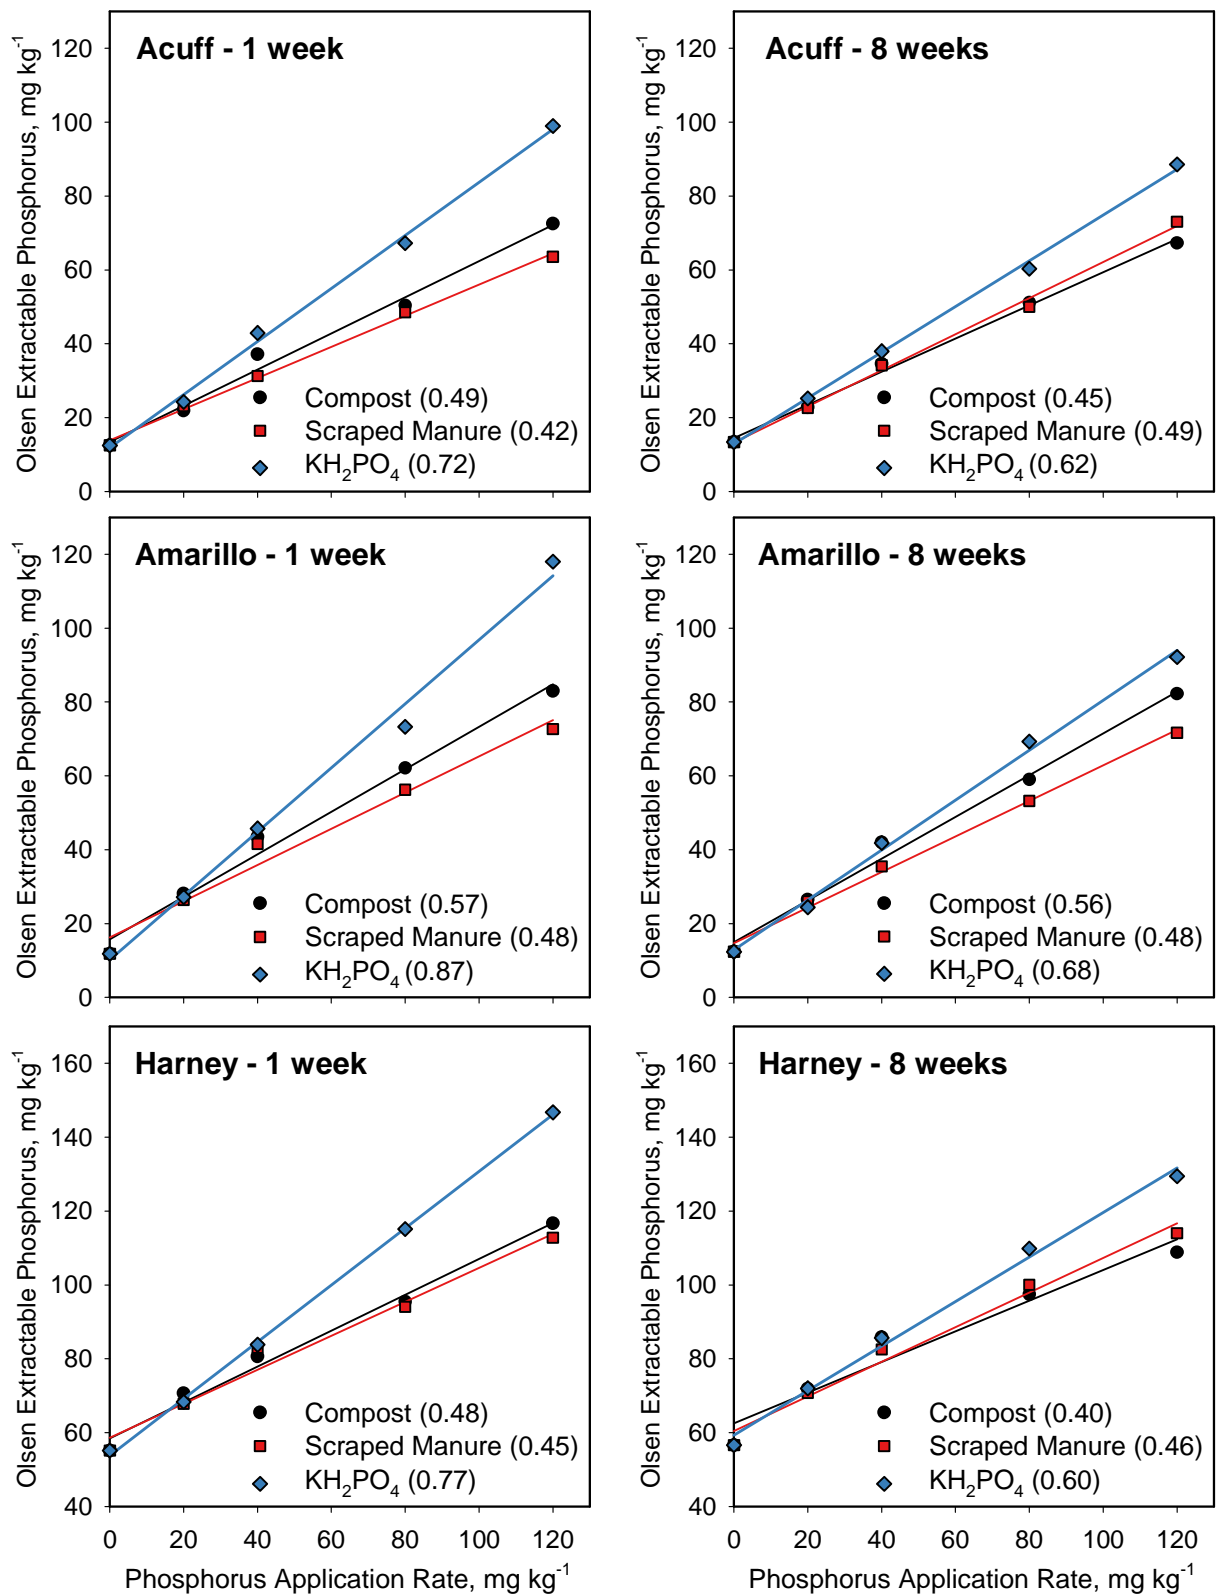 Acuff - 1 week
Olsen Extractable Phosphorus, mg kg⁻¹
120
100
80
60
40
20
0
Compost (0.49)
Scraped Manure (0.42)
KH₂PO₄ (0.72)
Acuff - 8 weeks
Olsen Extractable Phosphorus, mg kg⁻¹
120
100
80
60
40
20
0
Compost (0.45)
Scraped Manure (0.49)
KH₂PO₄ (0.62)
Amarillo - 1 week
Olsen Extractable Phosphorus, mg kg⁻¹
120
100
80
60
40
20
0
Compost (0.57)
Scraped Manure (0.48)
KH₂PO₄ (0.87)
Amarillo - 8 weeks
Olsen Extractable Phosphorus, mg kg⁻¹
120
100
80
60
40
20
0
Compost (0.56)
Scraped Manure (0.48)
KH₂PO₄ (0.68)
Harney - 1 week
Olsen Extractable Phosphorus, mg kg⁻¹
160
140
120
100
80
60
40
Compost (0.48)
Scraped Manure (0.45)
KH₂PO₄ (0.77)
0 20 40 60 80 100 120
Phosphorus Application Rate, mg kg⁻¹
Harney - 8 weeks
Olsen Extractable Phosphorus, mg kg⁻¹
160
140
120
100
80
60
40
Compost (0.40)
Scraped Manure (0.46)
KH₂PO₄ (0.60)
0 20 40 60 80 100 120
Phosphorus Application Rate, mg kg⁻¹